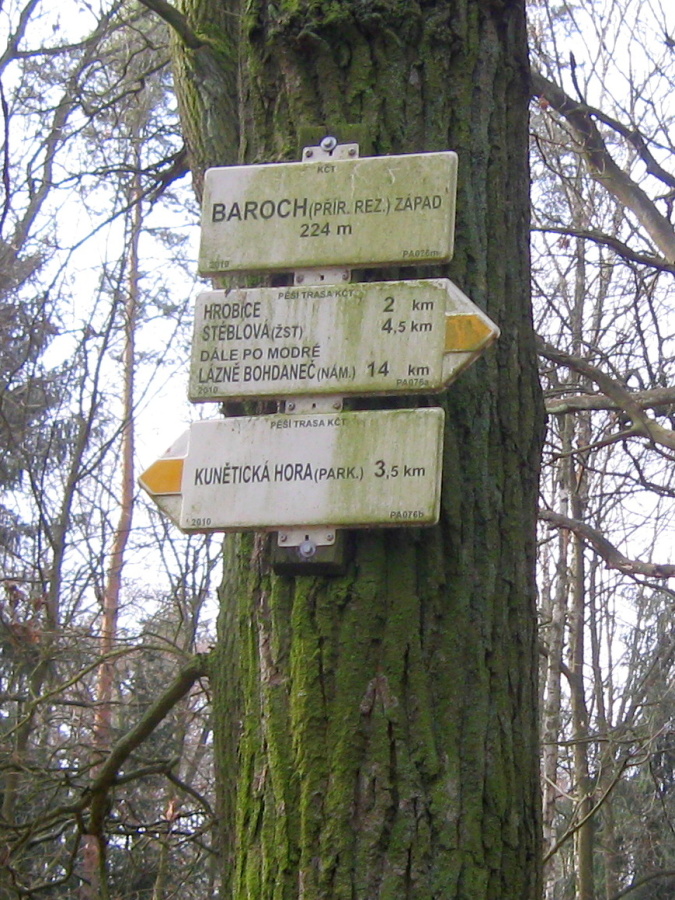 KČT
BAROCH (PŘÍR. REZ.) ZÁPAD
224 m
2010 PA076m
PĚŠÍ TRASA KČT
HROBICE 2 km
STÉBLOVÁ (ŽST) 4,5 km
DÁLE PO MODRÉ
LÁZNĚ BOHDANEČ (NÁM.) 14 km
2010 PA076a
PĚŠÍ TRASA KČT
KUNĚTICKÁ HORA (PARK.) 3,5 km
2010 PA076b